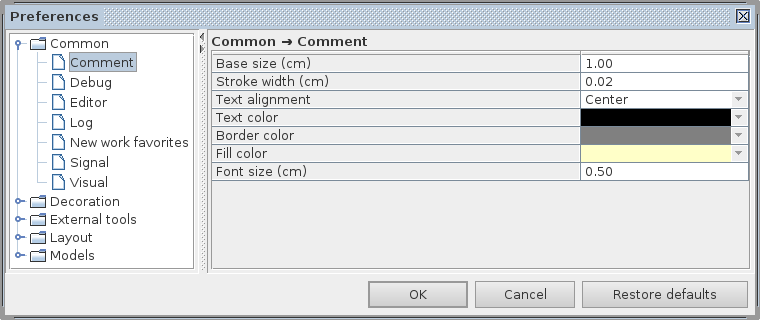 Preferences
Common
Comment
Debug
Editor
Log
New work favorites
Signal
Visual
Decoration
External tools
Layout
Models
Common → Comment
Base size (cm) 1.00
Stroke width (cm) 0.02
Text alignment Center
Text color
Border color
Fill color
Font size (cm) 0.50
OK Cancel Restore defaults